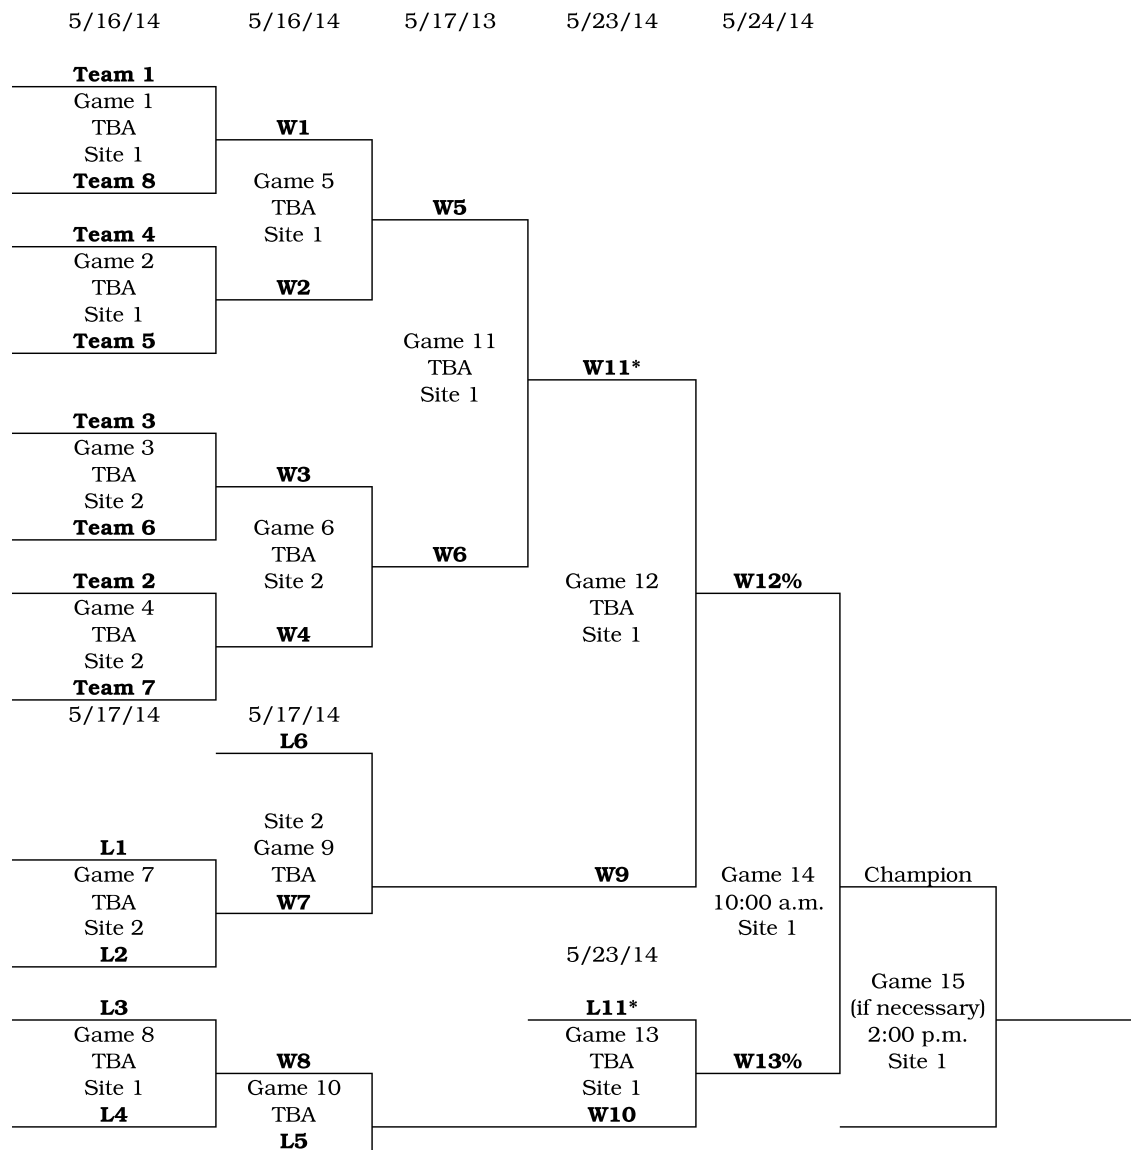 5/16/14 5/16/14 5/17/13 5/23/14 5/24/14
Team 1
Game 1
TBA
Site 1
Team 8
Team 4
Game 2
TBA
Site 1
Team 5
Team 3
Game 3
TBA
Site 2
Team 6
Team 2
Game 4
TBA
Site 2
Team 7
5/17/14
L1
Game 7
TBA
Site 2
L2
L3
Game 8
TBA
Site 1
L4
W1
Game 5
TBA
Site 1
W2
W3
Game 6
TBA
Site 2
W4
5/17/14
L6
Site 2
Game 9
TBA
W7
W8
Game 10
TBA
L5
W5
Game 11
TBA
Site 1
W6
W11*
Game 12
TBA
Site 1
W9
5/23/14
L11*
Game 13
TBA
Site 1
W10
W12%
Game 14
10:00 a.m.
Site 1
W13%
Champion
Game 15
(if necessary)
2:00 p.m.
Site 1